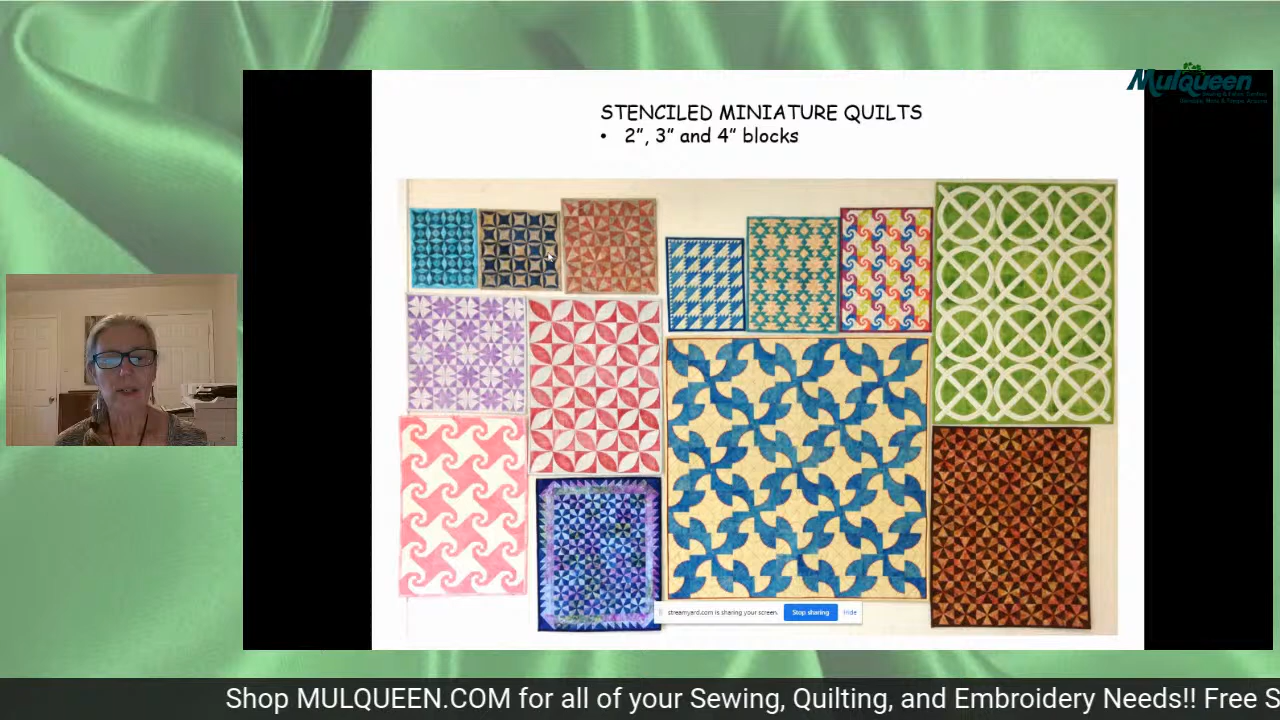 Mulqueen
STENCILED MINIATURE QUILTS
• 2”, 3” and 4” blocks
streamyard.com is sharing your screen.
Stop sharing
Hide
Shop MULQUEEN.COM for all of your Sewing, Quilting, and Embroidery Needs!! Free S